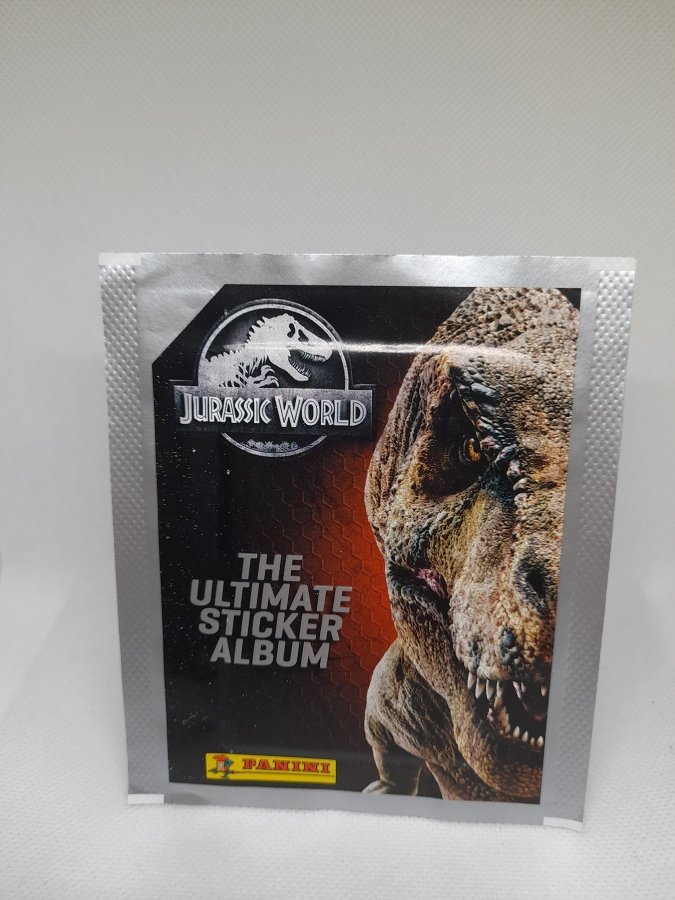 JURASSIC WORLD
THE
ULTIMATE
STICKER
ALBUM
PANINI